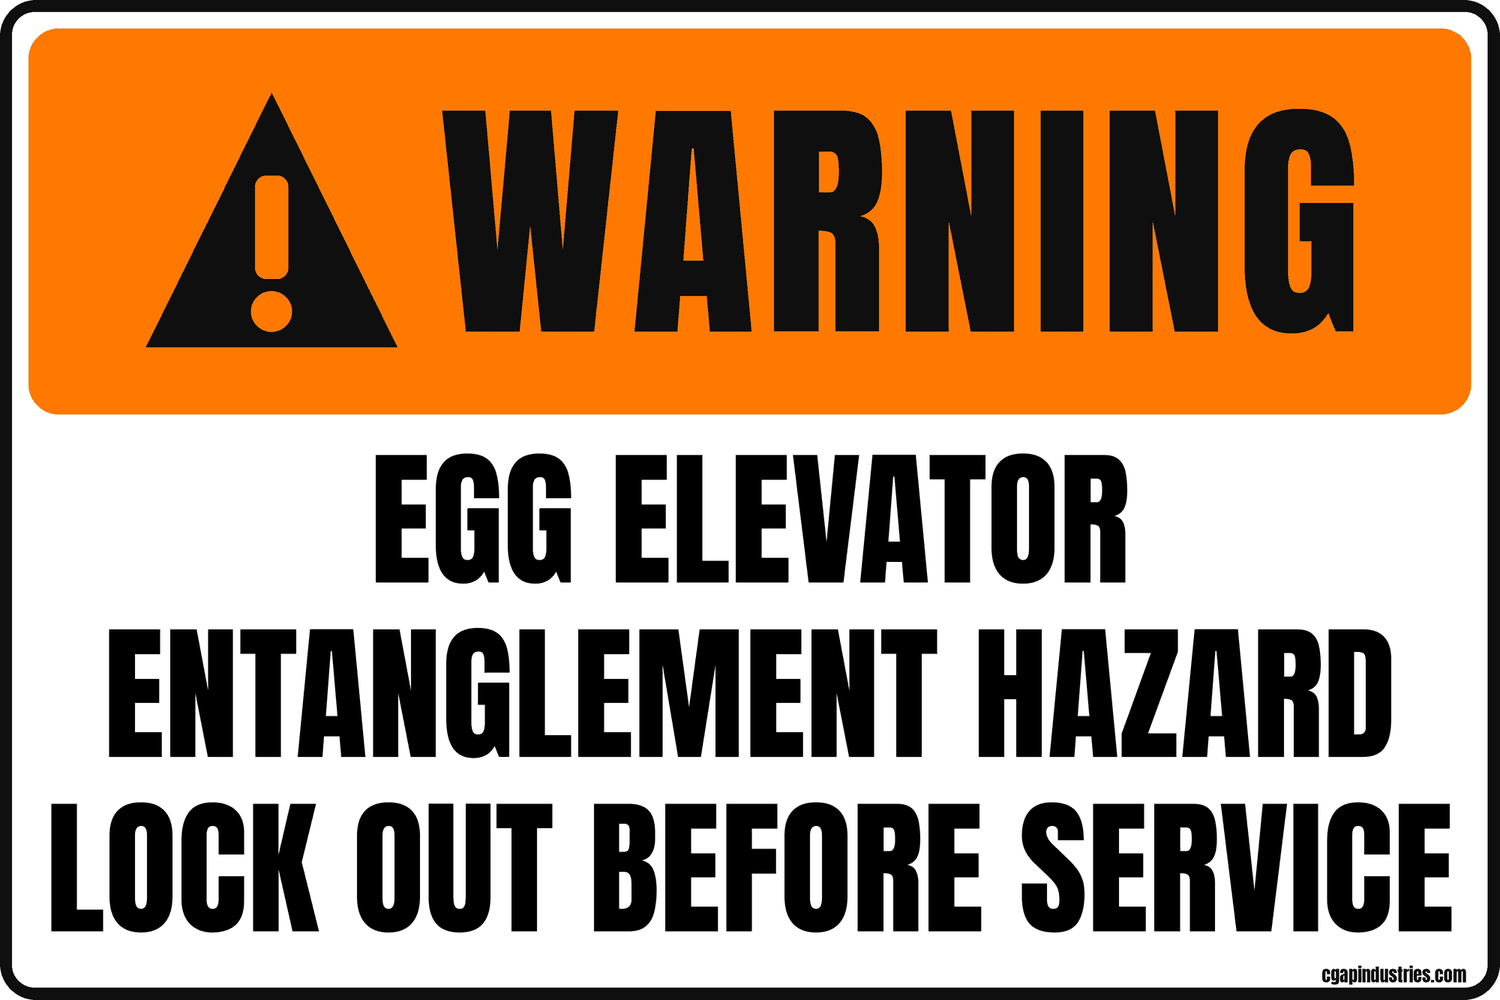 WARNING
EGG ELEVATOR
ENTANGLEMENT HAZARD
LOCK OUT BEFORE SERVICE
cgapindustries.com